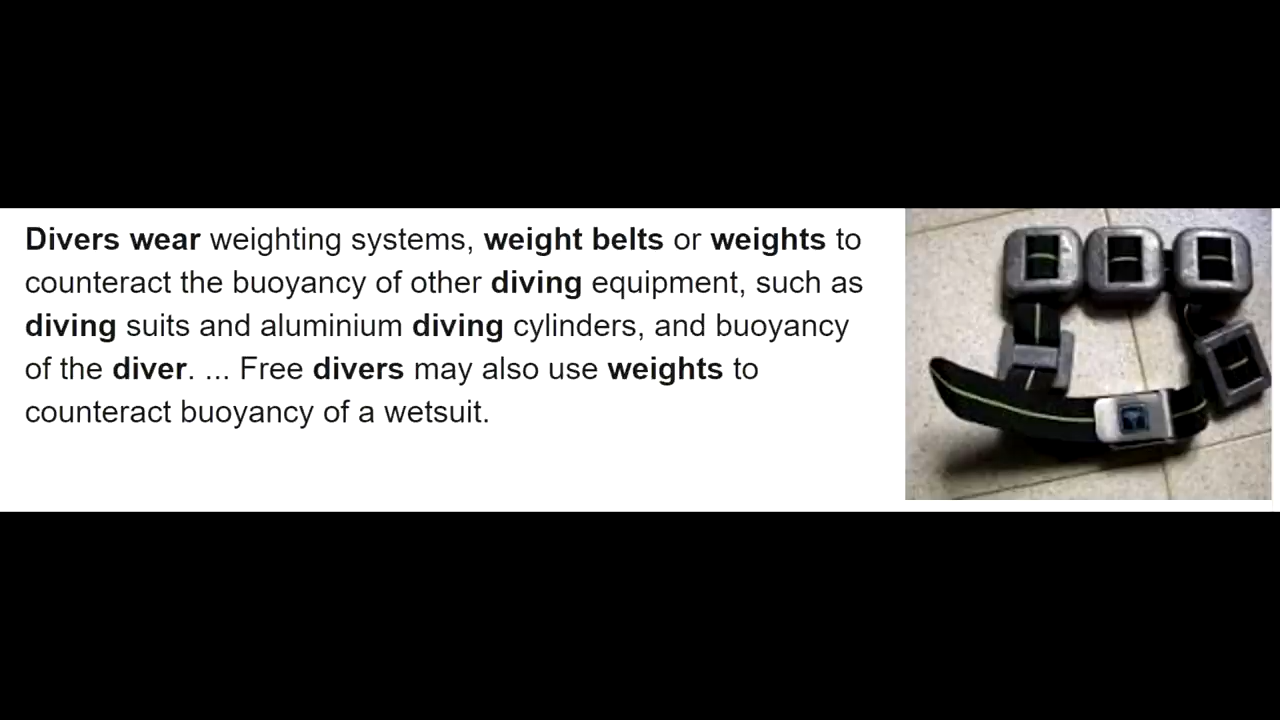 Divers wear weighting systems, weight belts or weights to
counteract the buoyancy of other diving equipment, such as
diving suits and aluminium diving cylinders, and buoyancy
of the diver. ... Free divers may also use weights to
counteract buoyancy of a wetsuit.